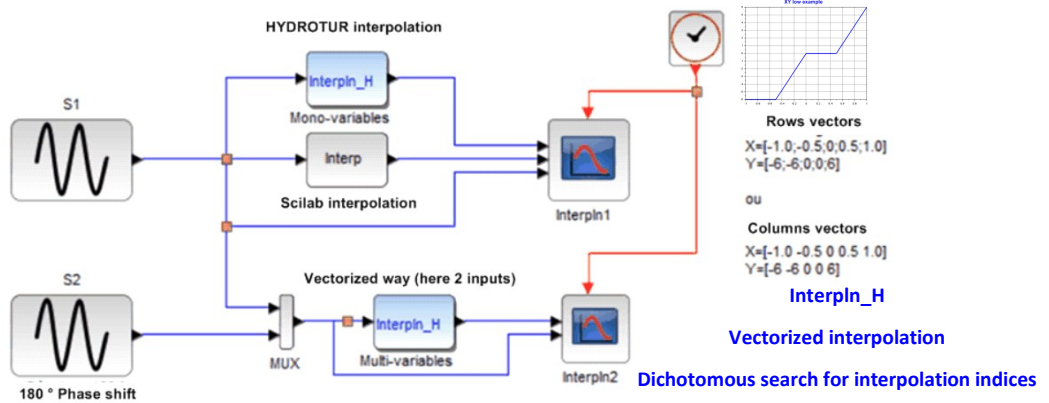 XY low example
HYDROTUR interpolation
Interpln_H
Mono-variables
S1
Interp
Scilab interpolation
Interpln1
Rows vectors
X=[-1.0;-0.5;0;0.5;1.0]
Y=[-6;-6;0;0;6]
ou
Columns vectors
X=[-1.0 -0.5 0 0.5 1.0]
Y=[-6 -6 0 0 6]
S2
Vectorized way (here 2 inputs)
Interpln_H
MUX
Multi-variables
Interpln2
180 ° Phase shift
Interpln_H
Vectorized interpolation
Dichotomous search for interpolation indices